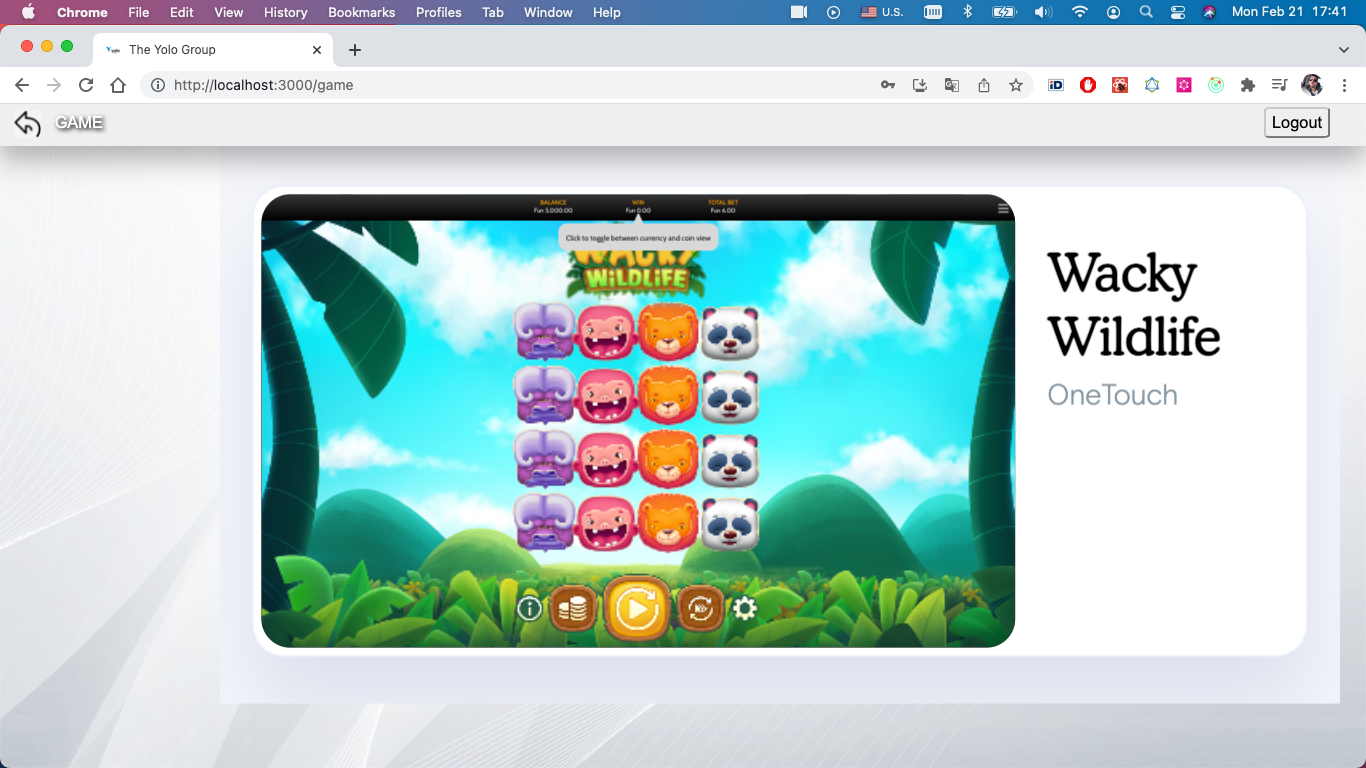 Chrome File Edit View History Bookmarks Profiles Tab Window Help U.S. Mon Feb 21 17:41
The Yolo Group
http://localhost:3000/game
iD
GAME
Logout
BALANCE WIN TOTAL BET
Fun 5,000.00 Fun 0.00 Fun 6.00
Click to toggle between currency and coin view
WACKY
WiLDLiFE
Wacky
Wildlife
OneTouch